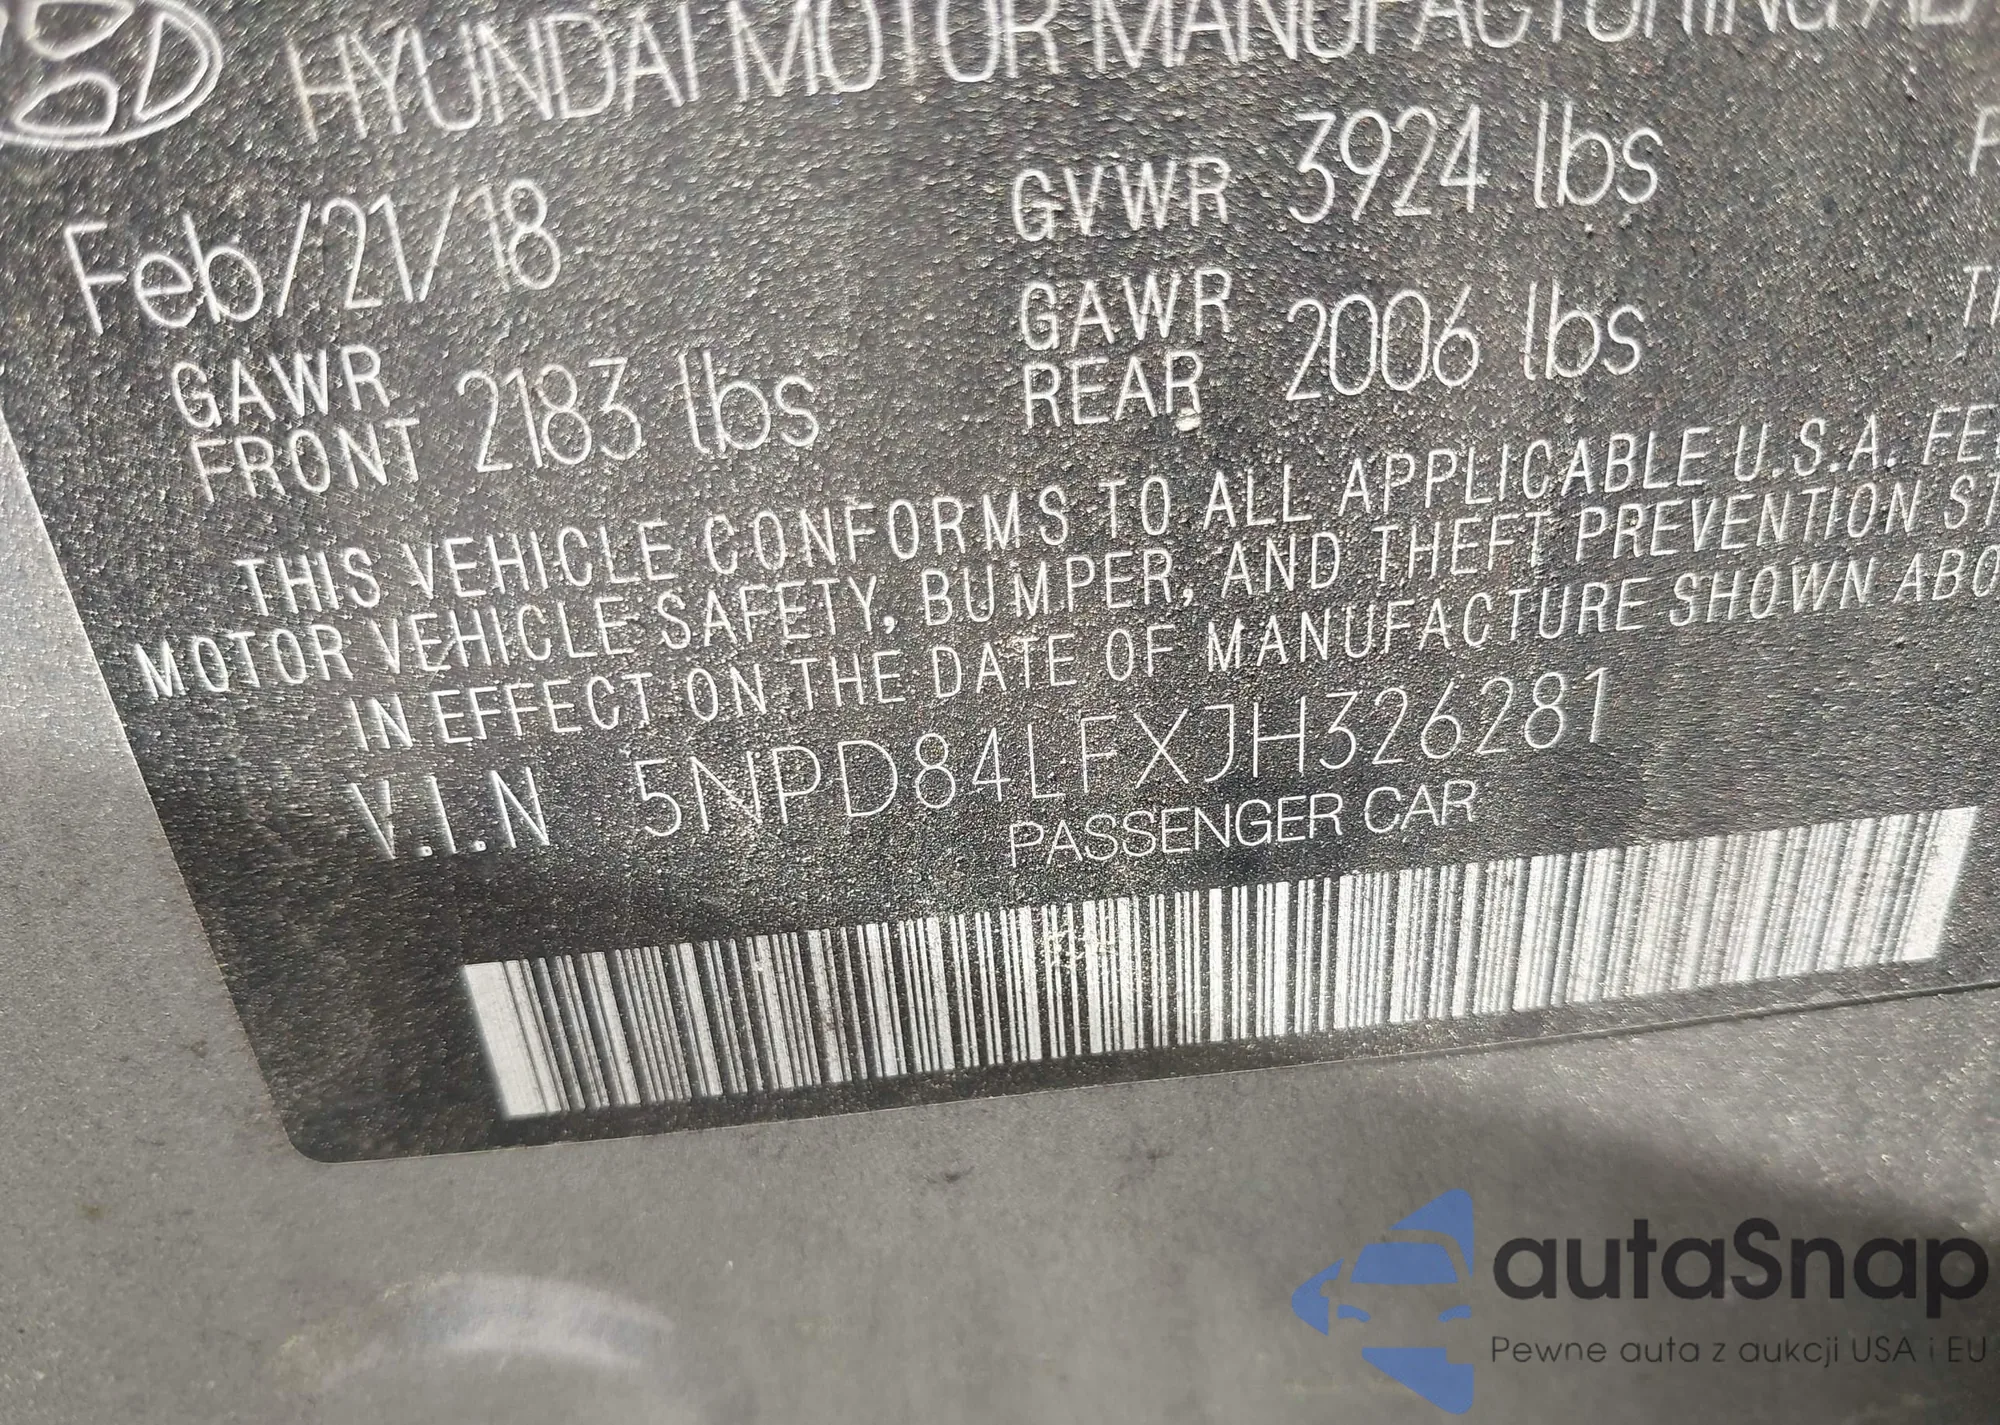 HYUNDAI MOTOR MANUFACTURING
Feb/21/18 GVWR 3924 lbs
GAWR FRONT 2183 lbs GAWR REAR 2006 lbs
THIS VEHICLE CONFORMS TO ALL APPLICABLE U.S.A.
MOTOR VEHICLE SAFETY, BUMPER, AND THEFT PREVENTION
IN EFFECT ON THE DATE OF MANUFACTURE SHOWN
V.I.N 5NPD84LFXJH326281
PASSENGER CAR
autaSnap
Pewne auta z aukcji USA i EU